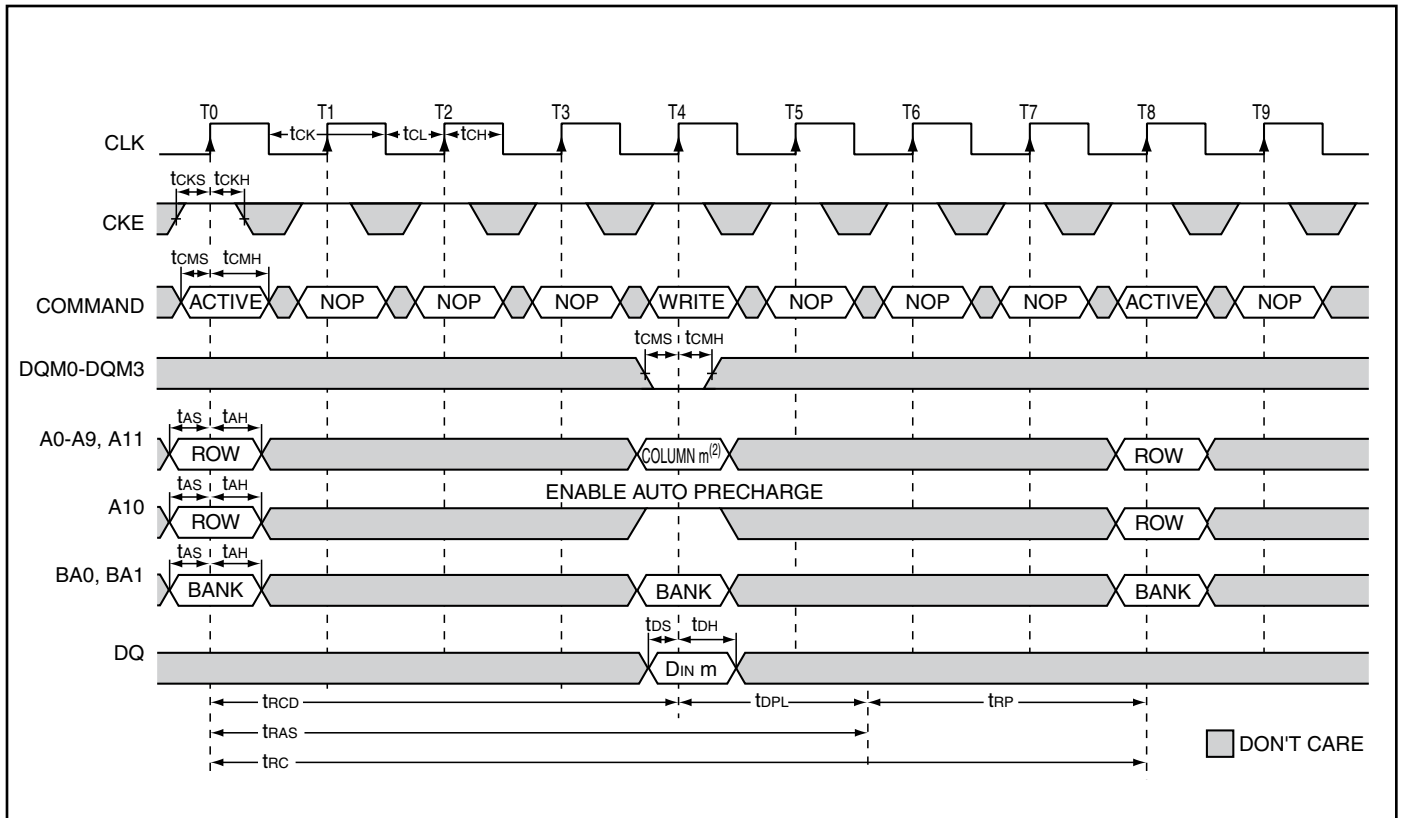 T0 T1 T2 T3 T4 T5 T6 T7 T8 T9
CLK tCK tCL tCH
tCKS tCKH
CKE
tCMS tCMH
COMMAND ACTIVE NOP NOP NOP WRITE NOP NOP NOP ACTIVE NOP
tCMS tCMH
DQM0-DQM3
tAS tAH
A0-A9, A11 ROW COLUMN m(2) ROW
tAS tAH ENABLE AUTO PRECHARGE
A10 ROW ROW
tAS tAH
BA0, BA1 BANK BANK BANK
tDS tDH
DQ DIN m
tRCD tDPL tRP
tRAS
tRC
DON'T CARE